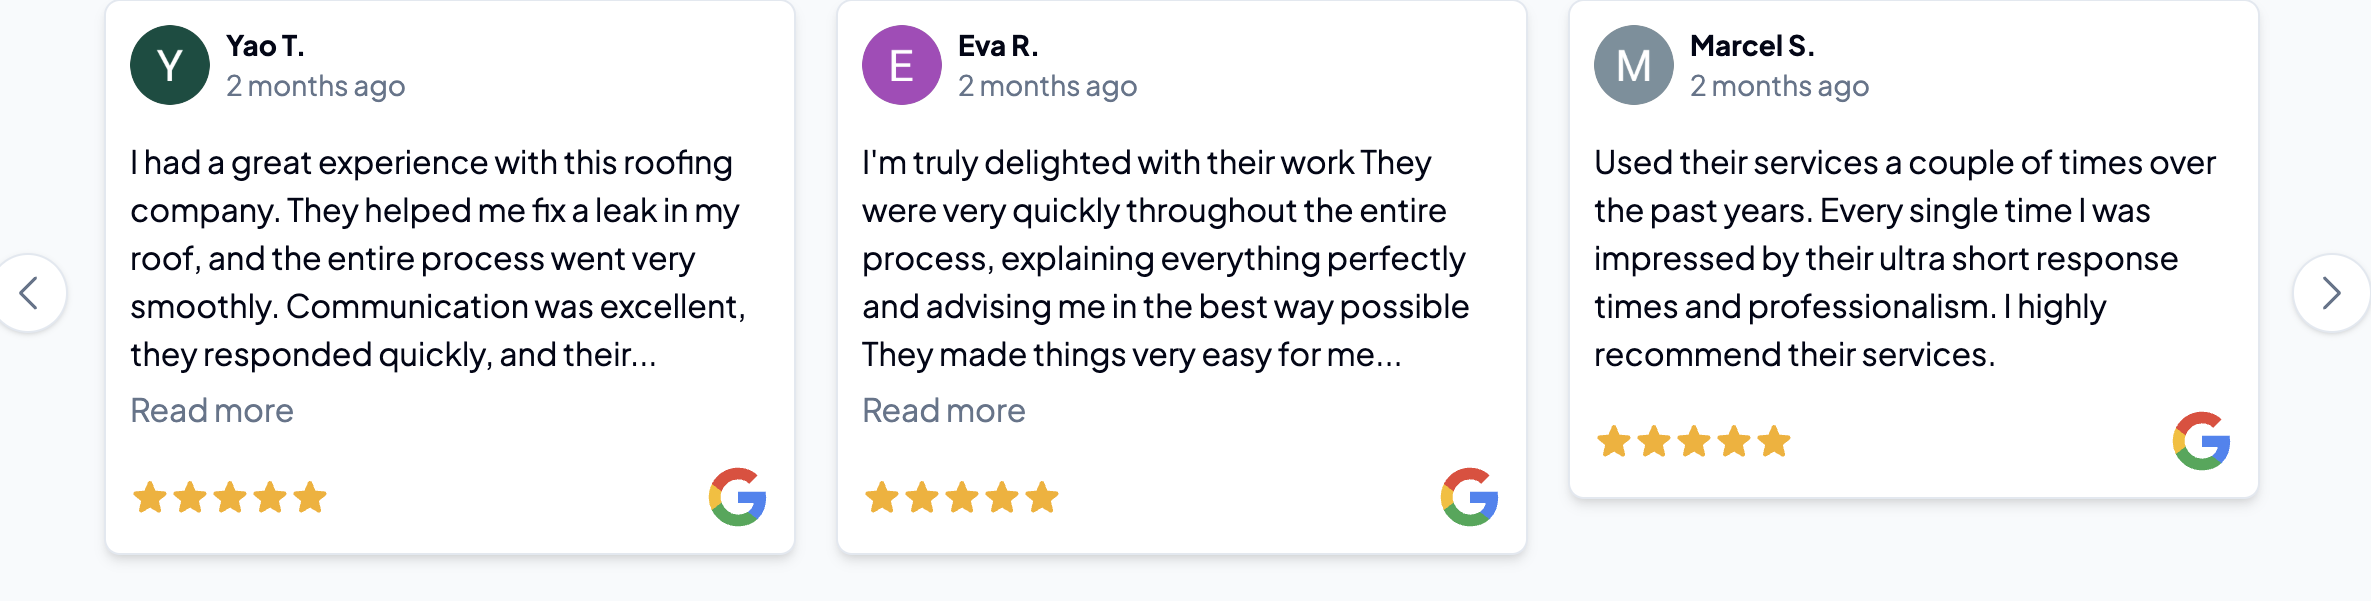 Y
Yao T.
2 months ago
I had a great experience with this roofing
company. They helped me fix a leak in my
roof, and the entire process went very
smoothly. Communication was excellent,
they responded quickly, and their...
Read more
E
Eva R.
2 months ago
I'm truly delighted with their work They
were very quickly throughout the entire
process, explaining everything perfectly
and advising me in the best way possible
They made things very easy for me...
Read more
M
Marcel S.
2 months ago
Used their services a couple of times over
the past years. Every single time I was
impressed by their ultra short response
times and professionalism. I highly
recommend their services.